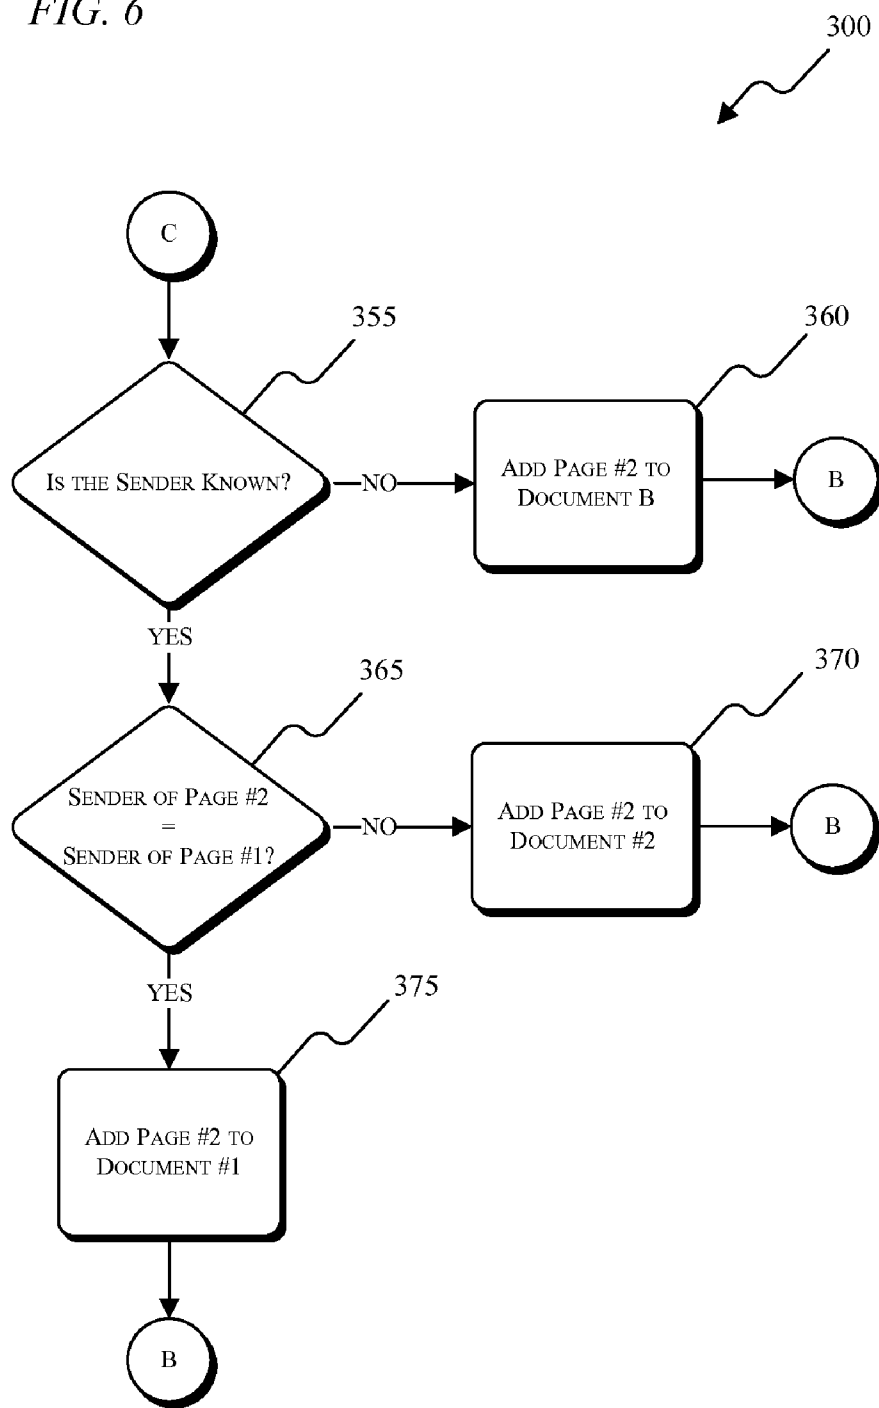 FIG. 6
300
C
355
360
IS THE SENDER KNOWN?
NO
ADD PAGE #2 TO
DOCUMENT B
B
YES
365
370
SENDER OF PAGE #2
=
SENDER OF PAGE #1?
NO
ADD PAGE #2 TO
DOCUMENT #2
B
YES
375
ADD PAGE #2 TO
DOCUMENT #1
B